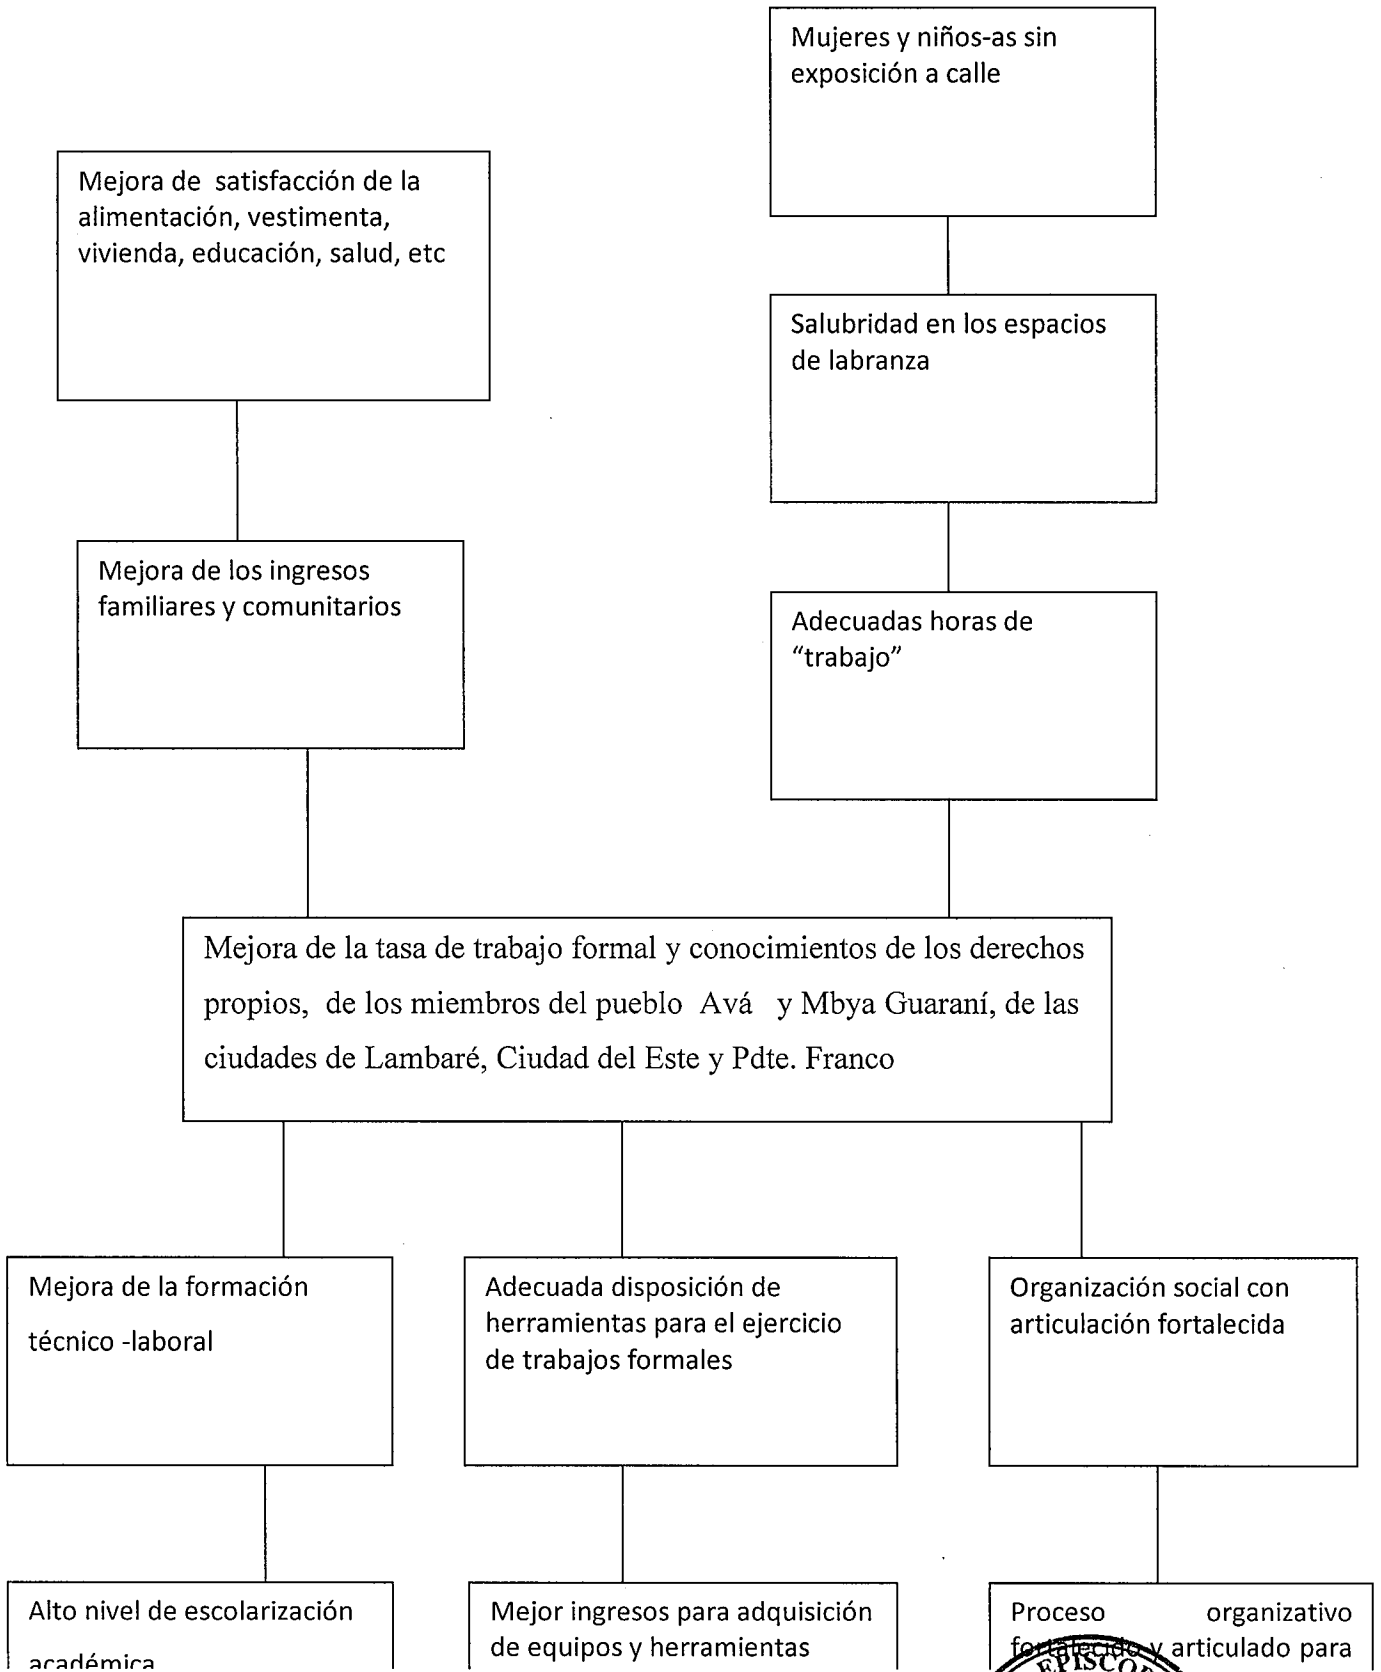 Mujeres y niños-as sin
exposición a calle
Mejora de satisfacción de la
alimentación, vestimenta,
vivienda, educación, salud, etc
Salubridad en los espacios
de labranza
Mejora de los ingresos
familiares y comunitarios
Adecuadas horas de
“trabajo”
Mejora de la tasa de trabajo formal y conocimientos de los derechos
propios, de los miembros del pueblo Avá y Mbya Guaraní, de las
ciudades de Lambaré, Ciudad del Este y Pdte. Franco
Mejora de la formación
técnico -laboral
Adecuada disposición de
herramientas para el ejercicio
de trabajos formales
Organización social con
articulación fortalecida
Alto nivel de escolarización
académica
Mejor ingresos para adquisición
de equipos y herramientas
Proceso organizativo
fortalecido y articulado para